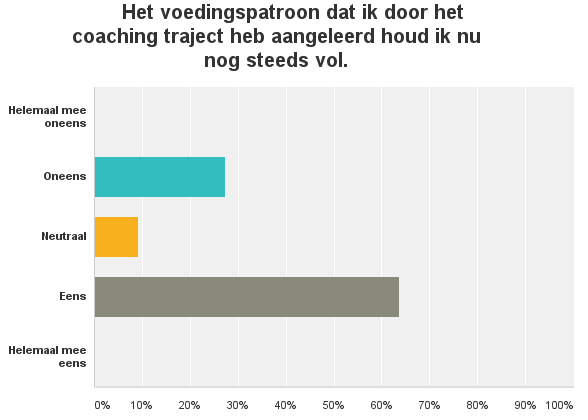 Het voedingspatroon dat ik door het
coaching traject heb aangeleerd houd ik nu
nog steeds vol.
Helemaal mee
oneens
Oneens
Neutraal
Eens
Helemaal mee
eens
0% 10% 20% 30% 40% 50% 60% 70% 80% 90% 100%